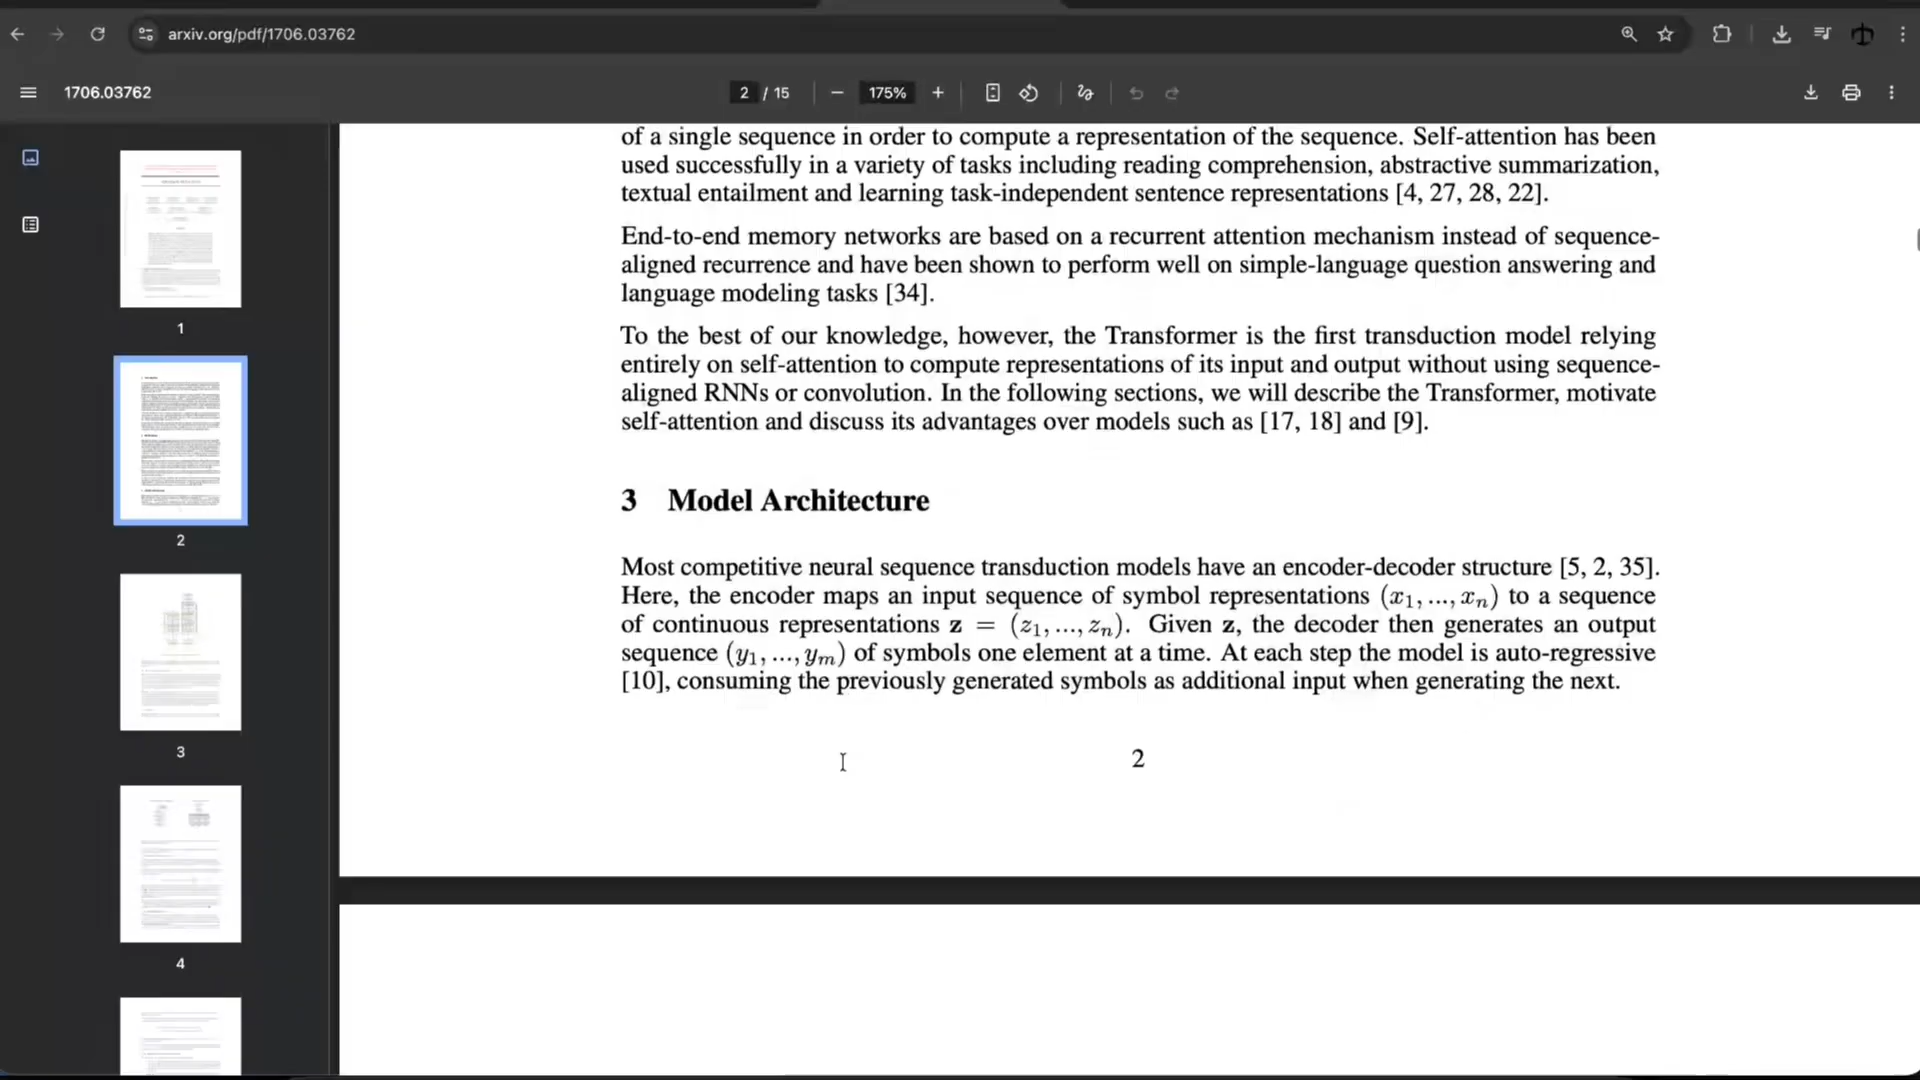 arxiv.org/pdf/1706.03762
1706.03762
2 / 15
175%
1
2
3
4
of a single sequence in order to compute a representation of the sequence. Self-attention has been
used successfully in a variety of tasks including reading comprehension, abstractive summarization,
textual entailment and learning task-independent sentence representations [4, 27, 28, 22].
End-to-end memory networks are based on a recurrent attention mechanism instead of sequence-
aligned recurrence and have been shown to perform well on simple-language question answering and
language modeling tasks [34].
To the best of our knowledge, however, the Transformer is the first transduction model relying
entirely on self-attention to compute representations of its input and output without using sequence-
aligned RNNs or convolution. In the following sections, we will describe the Transformer, motivate
self-attention and discuss its advantages over models such as [17, 18] and [9].
3 Model Architecture
Most competitive neural sequence transduction models have an encoder-decoder structure [5, 2, 35].
Here, the encoder maps an input sequence of symbol representations (x₁, ..., xₙ) to a sequence
of continuous representations z = (z₁, ..., zₙ). Given z, the decoder then generates an output
sequence (y₁, ..., yₘ) of symbols one element at a time. At each step the model is auto-regressive
[10], consuming the previously generated symbols as additional input when generating the next.
2